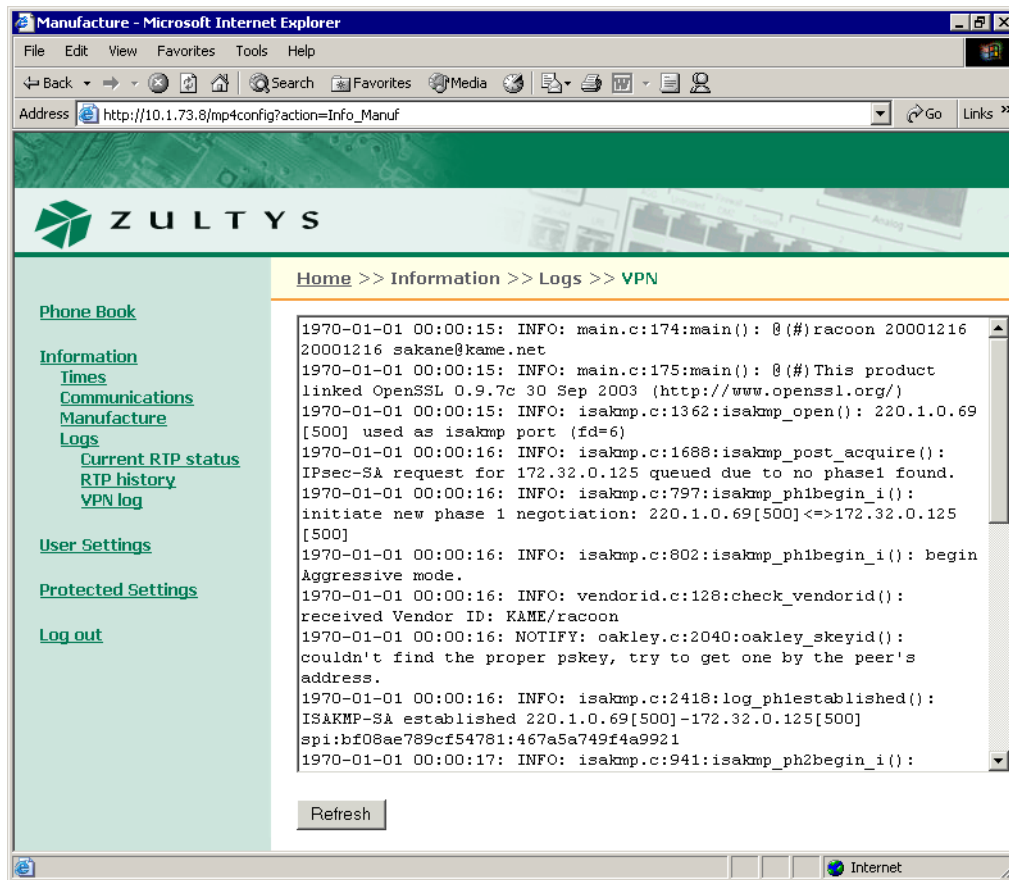 Manufacture - Microsoft Internet Explorer
File Edit View Favorites Tools Help
Back Search Favorites Media
Address http://10.1.73.8/mp4config?action=Info_Manuf Go Links »
ZULTYS
Home >> Information >> Logs >> VPN
Phone Book
Information
Times
Communications
Manufacture
Logs
Current RTP status
RTP history
VPN log
User Settings
Protected Settings
Log out
1970-01-01 00:00:15: INFO: main.c:174:main(): @(#)racoon 20001216
20001216 sakane@kame.net
1970-01-01 00:00:15: INFO: main.c:175:main(): @(#)This product
linked OpenSSL 0.9.7c 30 Sep 2003 (http://www.openssl.org/)
1970-01-01 00:00:15: INFO: isakmp.c:1362:isakmp_open(): 220.1.0.69
[500] used as isakmp port (fd=6)
1970-01-01 00:00:16: INFO: isakmp.c:1688:isakmp_post_acquire():
IPsec-SA request for 172.32.0.125 queued due to no phase1 found.
1970-01-01 00:00:16: INFO: isakmp.c:797:isakmp_ph1begin_i():
initiate new phase 1 negotiation: 220.1.0.69[500]<=>172.32.0.125
[500]
1970-01-01 00:00:16: INFO: isakmp.c:802:isakmp_ph1begin_i(): begin
Aggressive mode.
1970-01-01 00:00:16: INFO: vendorid.c:128:check_vendorid():
received Vendor ID: KAME/racoon
1970-01-01 00:00:16: NOTIFY: oakley.c:2040:oakley_skeyid():
couldn't find the proper pskey, try to get one by the peer's
address.
1970-01-01 00:00:16: INFO: isakmp.c:2418:log_ph1established():
ISAKMP-SA established 220.1.0.69[500]-172.32.0.125[500]
spi:bf08ae789cf54781:467a5a749f4a9921
1970-01-01 00:00:17: INFO: isakmp.c:941:isakmp_ph2begin_i():
Refresh
Internet